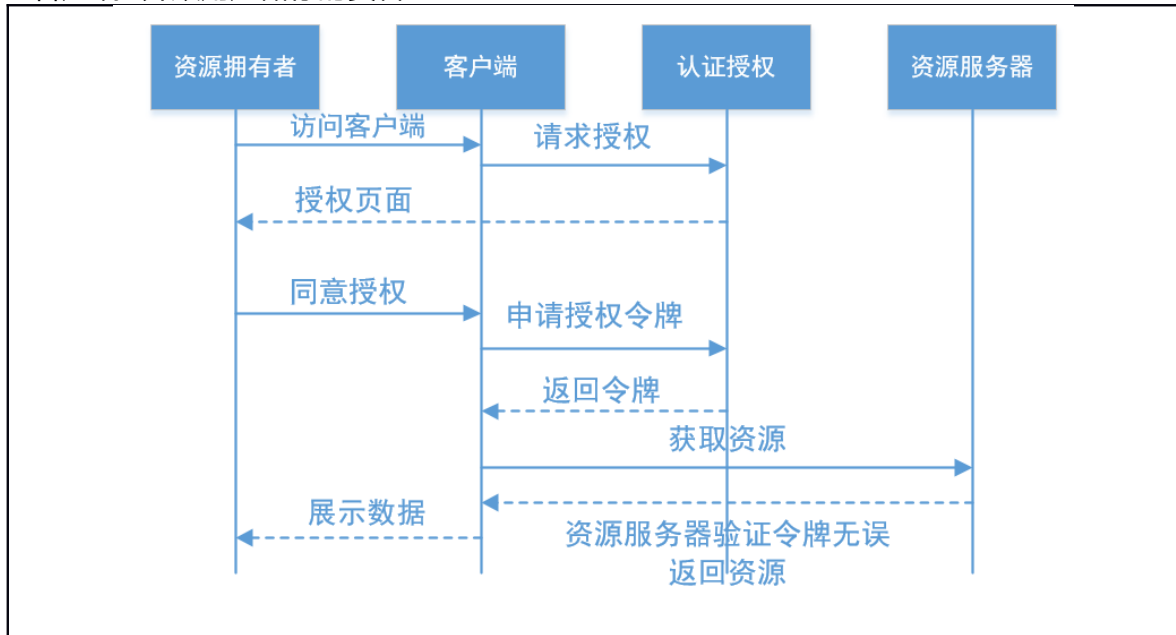 资源拥有者
客户端
认证授权
资源服务器
访问客户端
请求授权
授权页面
同意授权
申请授权令牌
返回令牌
获取资源
展示数据
资源服务器验证令牌无误
返回资源